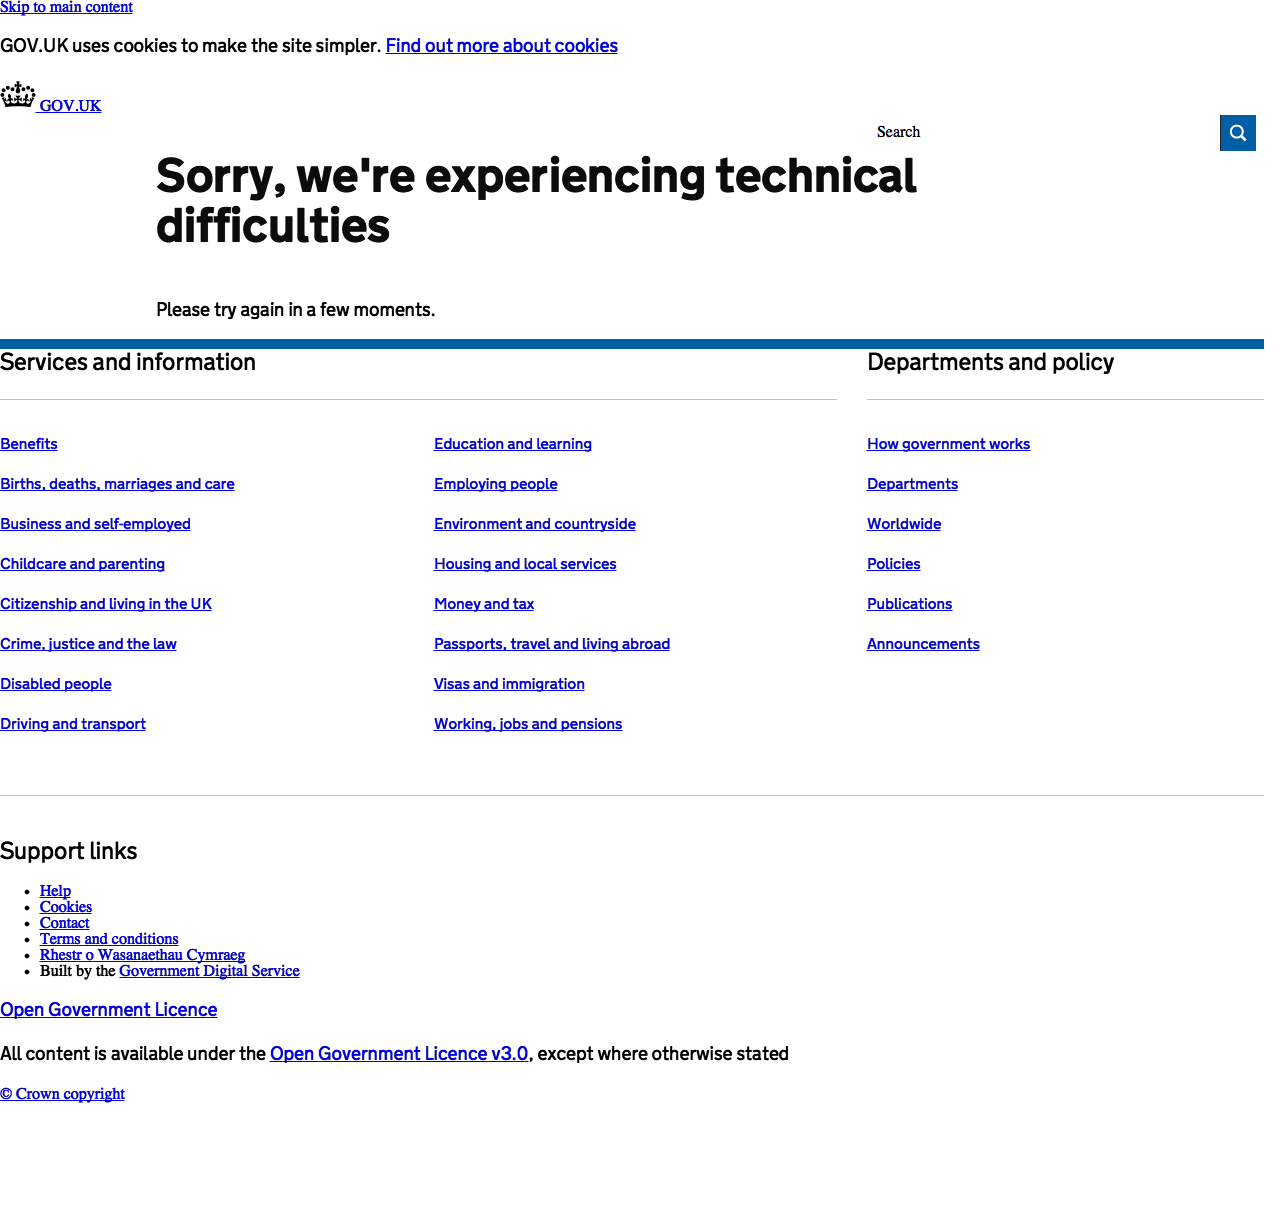 Skip to main content
GOV.UK uses cookies to make the site simpler. Find out more about cookies
GOV.UK
Search
Sorry, we're experiencing technical
difficulties
Please try again in a few moments.
Services and information
Benefits
Births, deaths, marriages and care
Business and self-employed
Childcare and parenting
Citizenship and living in the UK
Crime, justice and the law
Disabled people
Driving and transport
Education and learning
Employing people
Environment and countryside
Housing and local services
Money and tax
Passports, travel and living abroad
Visas and immigration
Working, jobs and pensions
Departments and policy
How government works
Departments
Worldwide
Policies
Publications
Announcements
Support links
Help
Cookies
Contact
Terms and conditions
Rhestr o Wasanaethau Cymraeg
Built by the Government Digital Service
Open Government Licence
All content is available under the Open Government Licence v3.0, except where otherwise stated
© Crown copyright